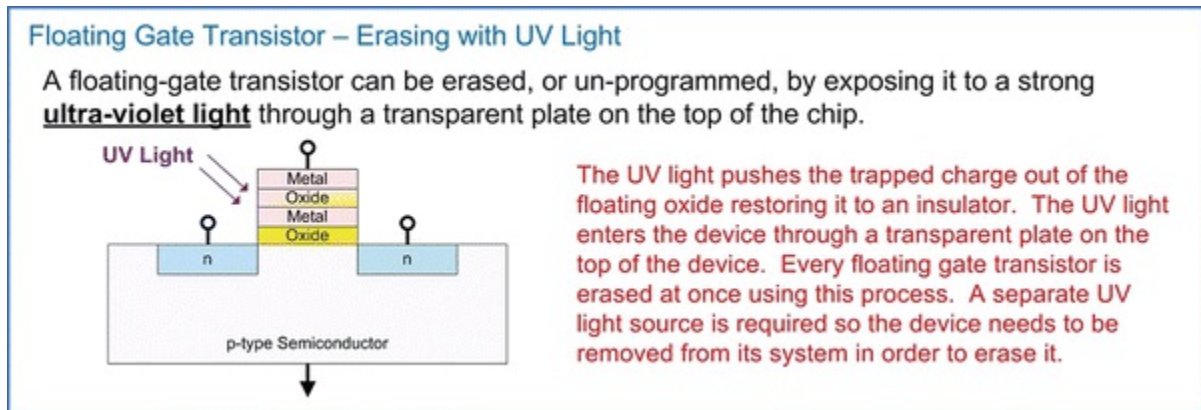 Floating Gate Transistor – Erasing with UV Light
A floating-gate transistor can be erased, or un-programmed, by exposing it to a strong
ultra-violet light through a transparent plate on the top of the chip.
UV Light
Metal
Oxide
Metal
Oxide
n
n
p-type Semiconductor
The UV light pushes the trapped charge out of the
floating oxide restoring it to an insulator. The UV light
enters the device through a transparent plate on the
top of the device. Every floating gate transistor is
erased at once using this process. A separate UV
light source is required so the device needs to be
removed from its system in order to erase it.